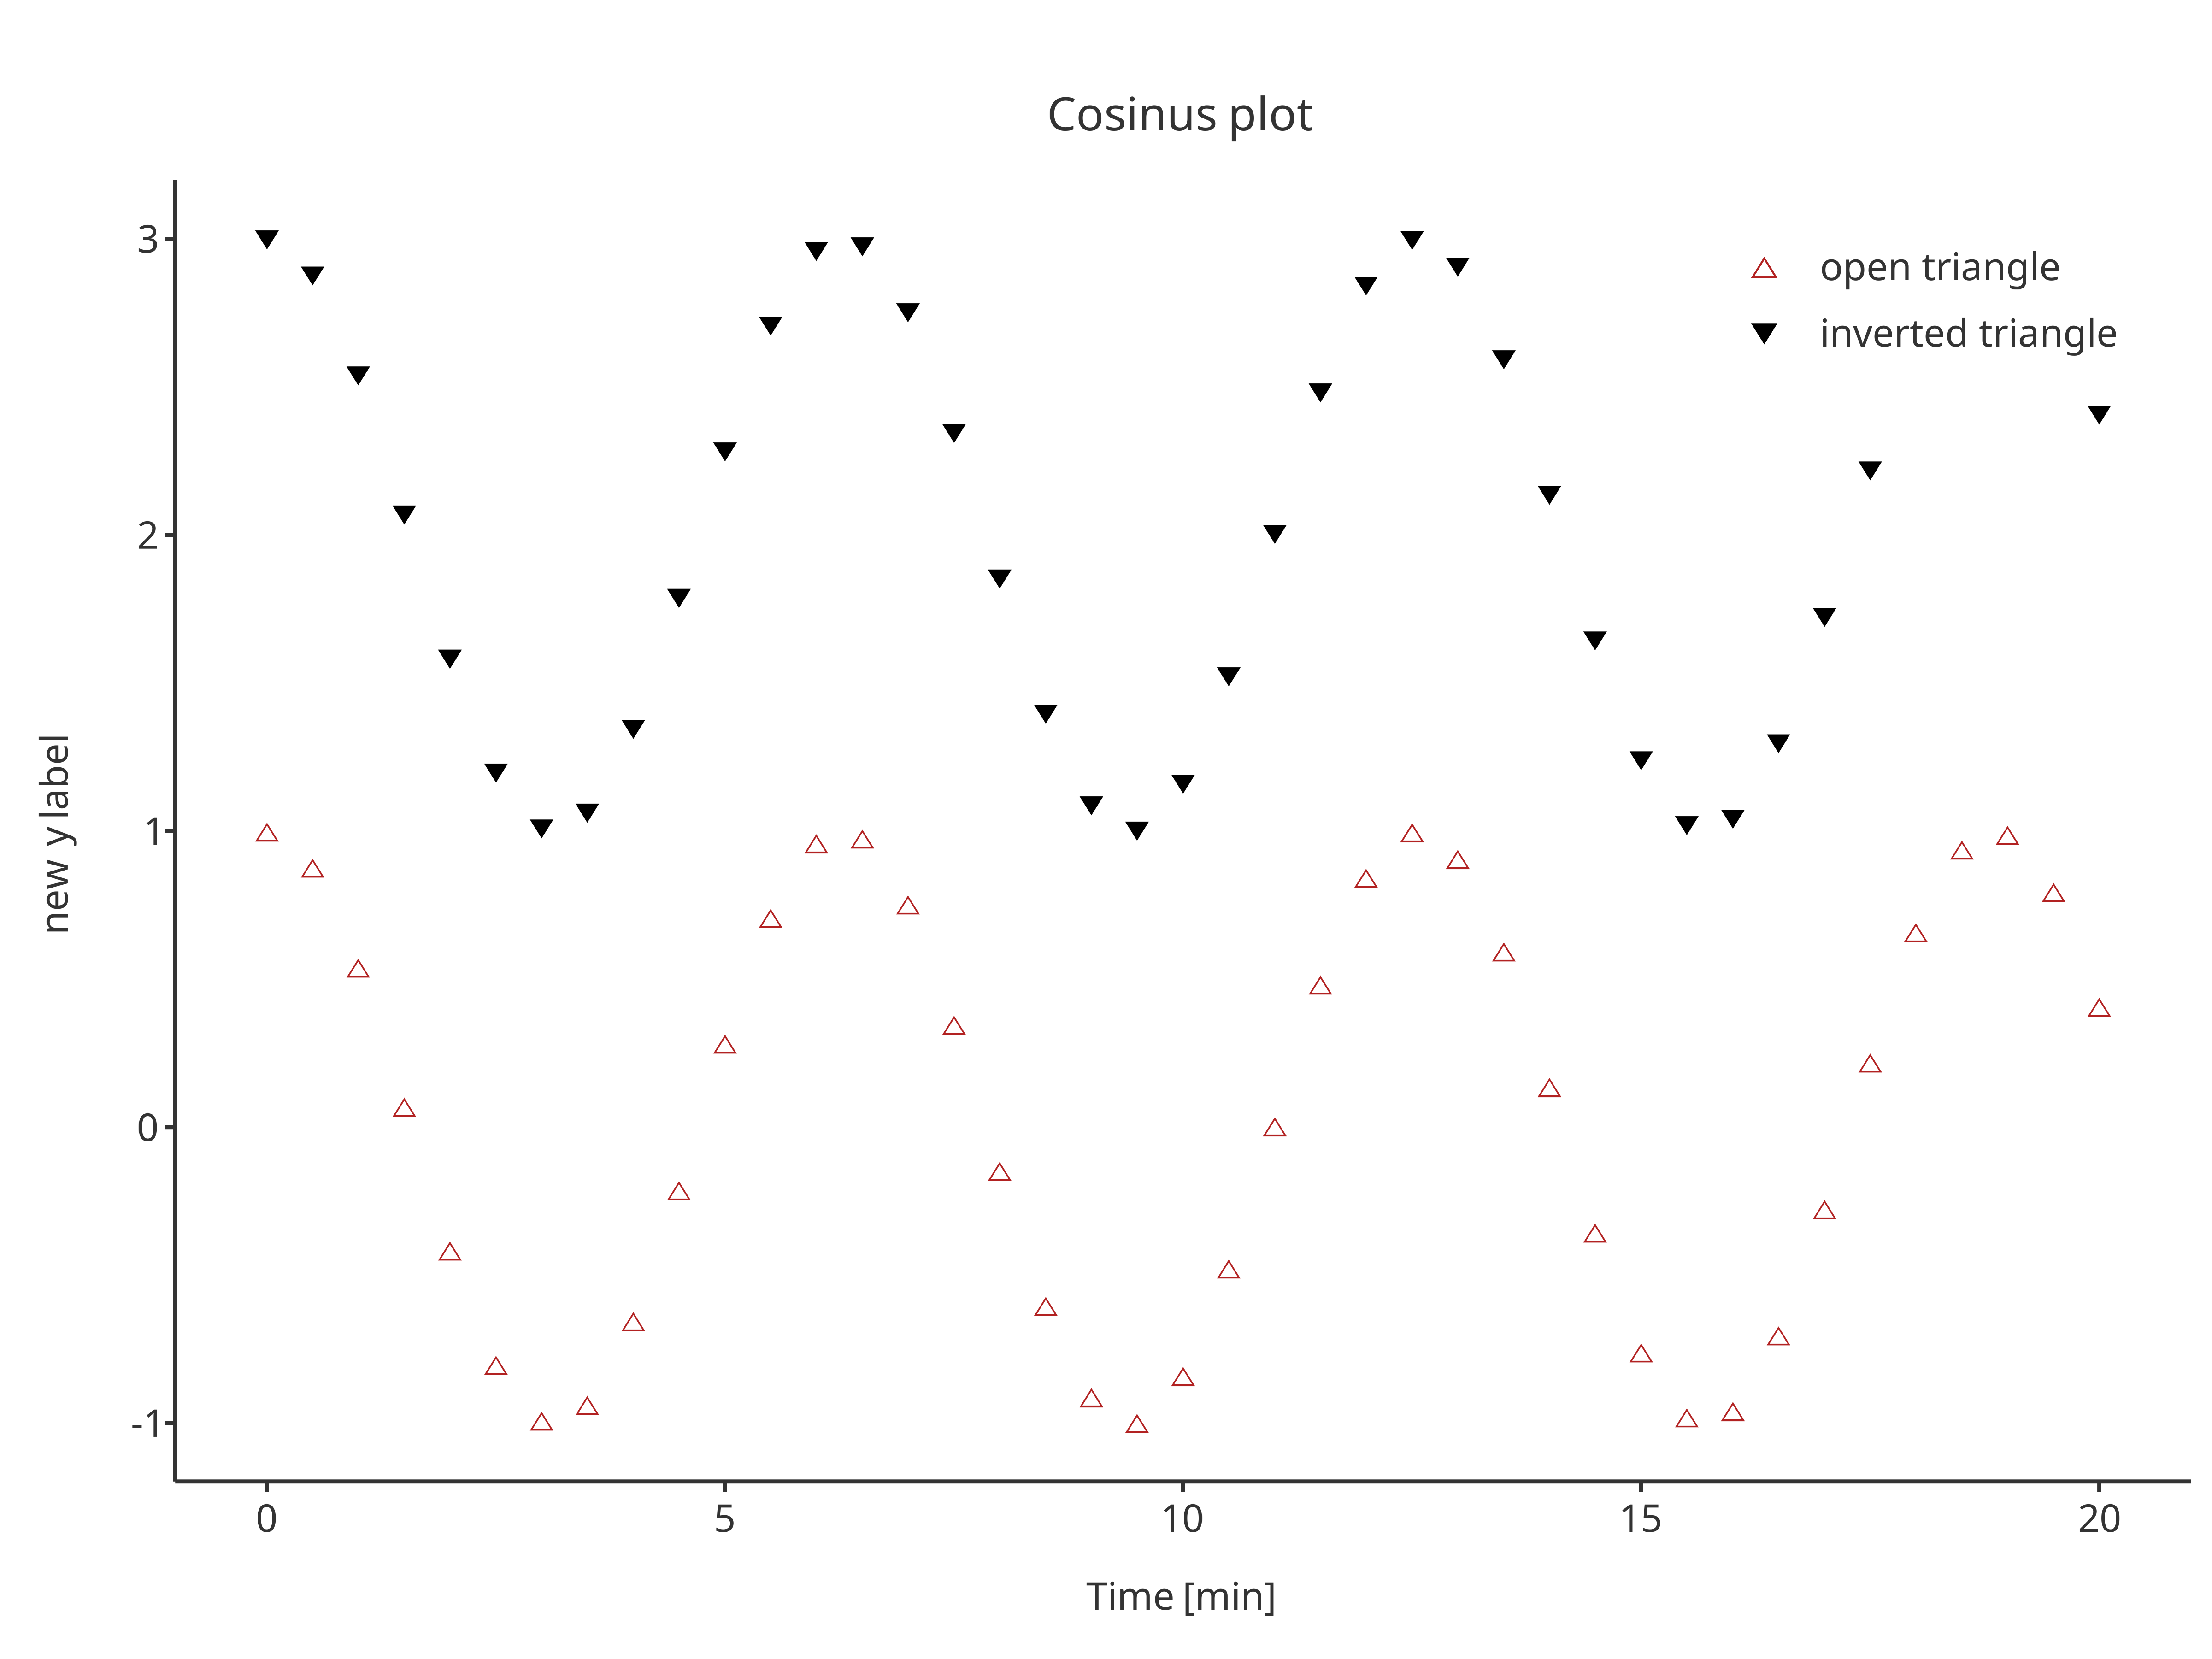 Cosinus plot
3
2
1
0
-1
new y label
open triangle
inverted triangle
0 5 10 15 20
Time [min]